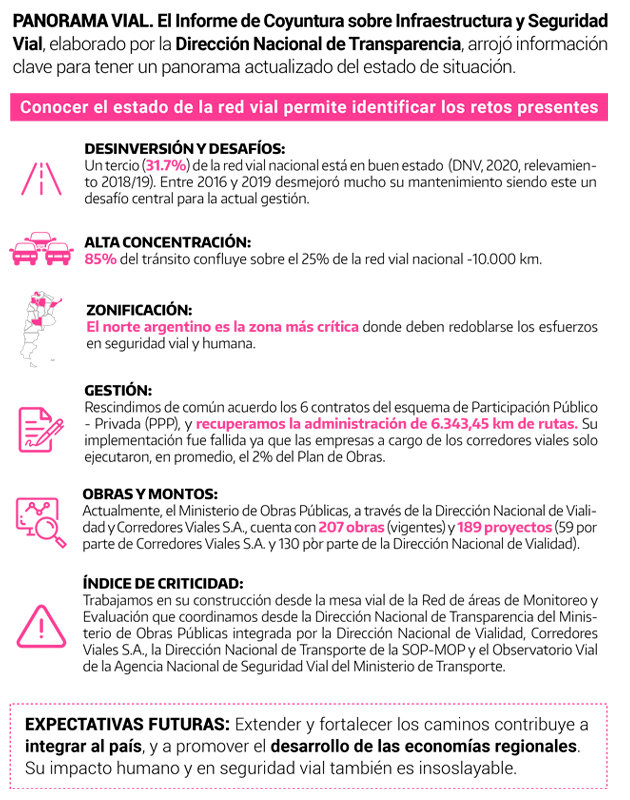 PANORAMA VIAL. El Informe de Coyuntura sobre Infraestructura y Seguridad
Vial, elaborado por la Dirección Nacional de Transparencia, arrojó información
clave para tener un panorama actualizado del estado de situación.
Conocer el estado de la red vial permite identificar los retos presentes
DESINVERSIÓN Y DESAFÍOS:
Un tercio (31.7%) de la red vial nacional está en buen estado (DNV, 2020, relevamien-
to 2018/19). Entre 2016 y 2019 desmejoró mucho su mantenimiento siendo este un
desafío central para la actual gestión.
ALTA CONCENTRACIÓN:
85% del tránsito confluye sobre el 25% de la red vial nacional -10.000 km.
ZONIFICACIÓN:
El norte argentino es la zona más crítica donde deben redoblarse los esfuerzos
en seguridad vial y humana.
GESTIÓN:
Rescindimos de común acuerdo los 6 contratos del esquema de Participación Público
- Privada (PPP), y recuperamos la administración de 6.343,45 km de rutas. Su
implementación fue fallida ya que las empresas a cargo de los corredores viales solo
ejecutaron, en promedio, el 2% del Plan de Obras.
OBRAS Y MONTOS:
Actualmente, el Ministerio de Obras Públicas, a través de la Dirección Nacional de Viali-
dad y Corredores Viales S.A., cuenta con 207 obras (vigentes) y 189 proyectos (59 por
parte de Corredores Viales S.A. y 130 por parte de la Dirección Nacional de Vialidad).
ÍNDICE DE CRITICIDAD:
Trabajamos en su construcción desde la mesa vial de la Red de áreas de Monitoreo y
Evaluación que coordinamos desde la Dirección Nacional de Transparencia del Minis-
terio de Obras Públicas integrada por la Dirección Nacional de Vialidad, Corredores
Viales S.A., la Dirección Nacional de Transporte de la SOP-MOP y el Observatorio Vial
de la Agencia Nacional de Seguridad Vial del Ministerio de Transporte.
EXPECTATIVAS FUTURAS: Extender y fortalecer los caminos contribuye a
integrar al país, y a promover el desarrollo de las economías regionales.
Su impacto humano y en seguridad vial también es insoslayable.